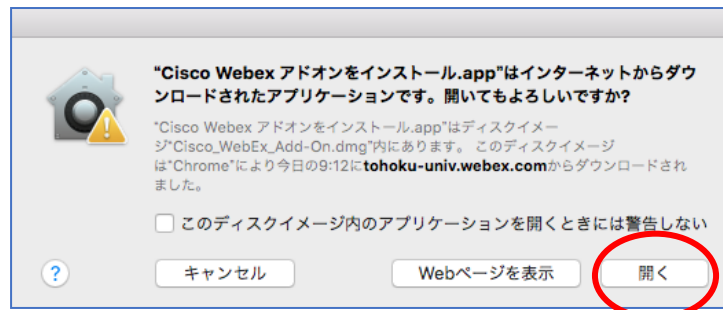 “Cisco Webex アドオンをインストール.app”はインターネットからダウ
ンロードされたアプリケーションです。開いてもよろしいですか?
“Cisco Webex アドオンをインストール.app”はディスクイメー
ジ“Cisco_WebEx_Add-On.dmg”内にあります。 このディスクイメージ
は“Chrome”により今日の9:12にtohoku-univ.webex.comからダウンロードされ
ました。
このディスクイメージ内のアプリケーションを開くときには警告しない
? キャンセル Webページを表示 開く